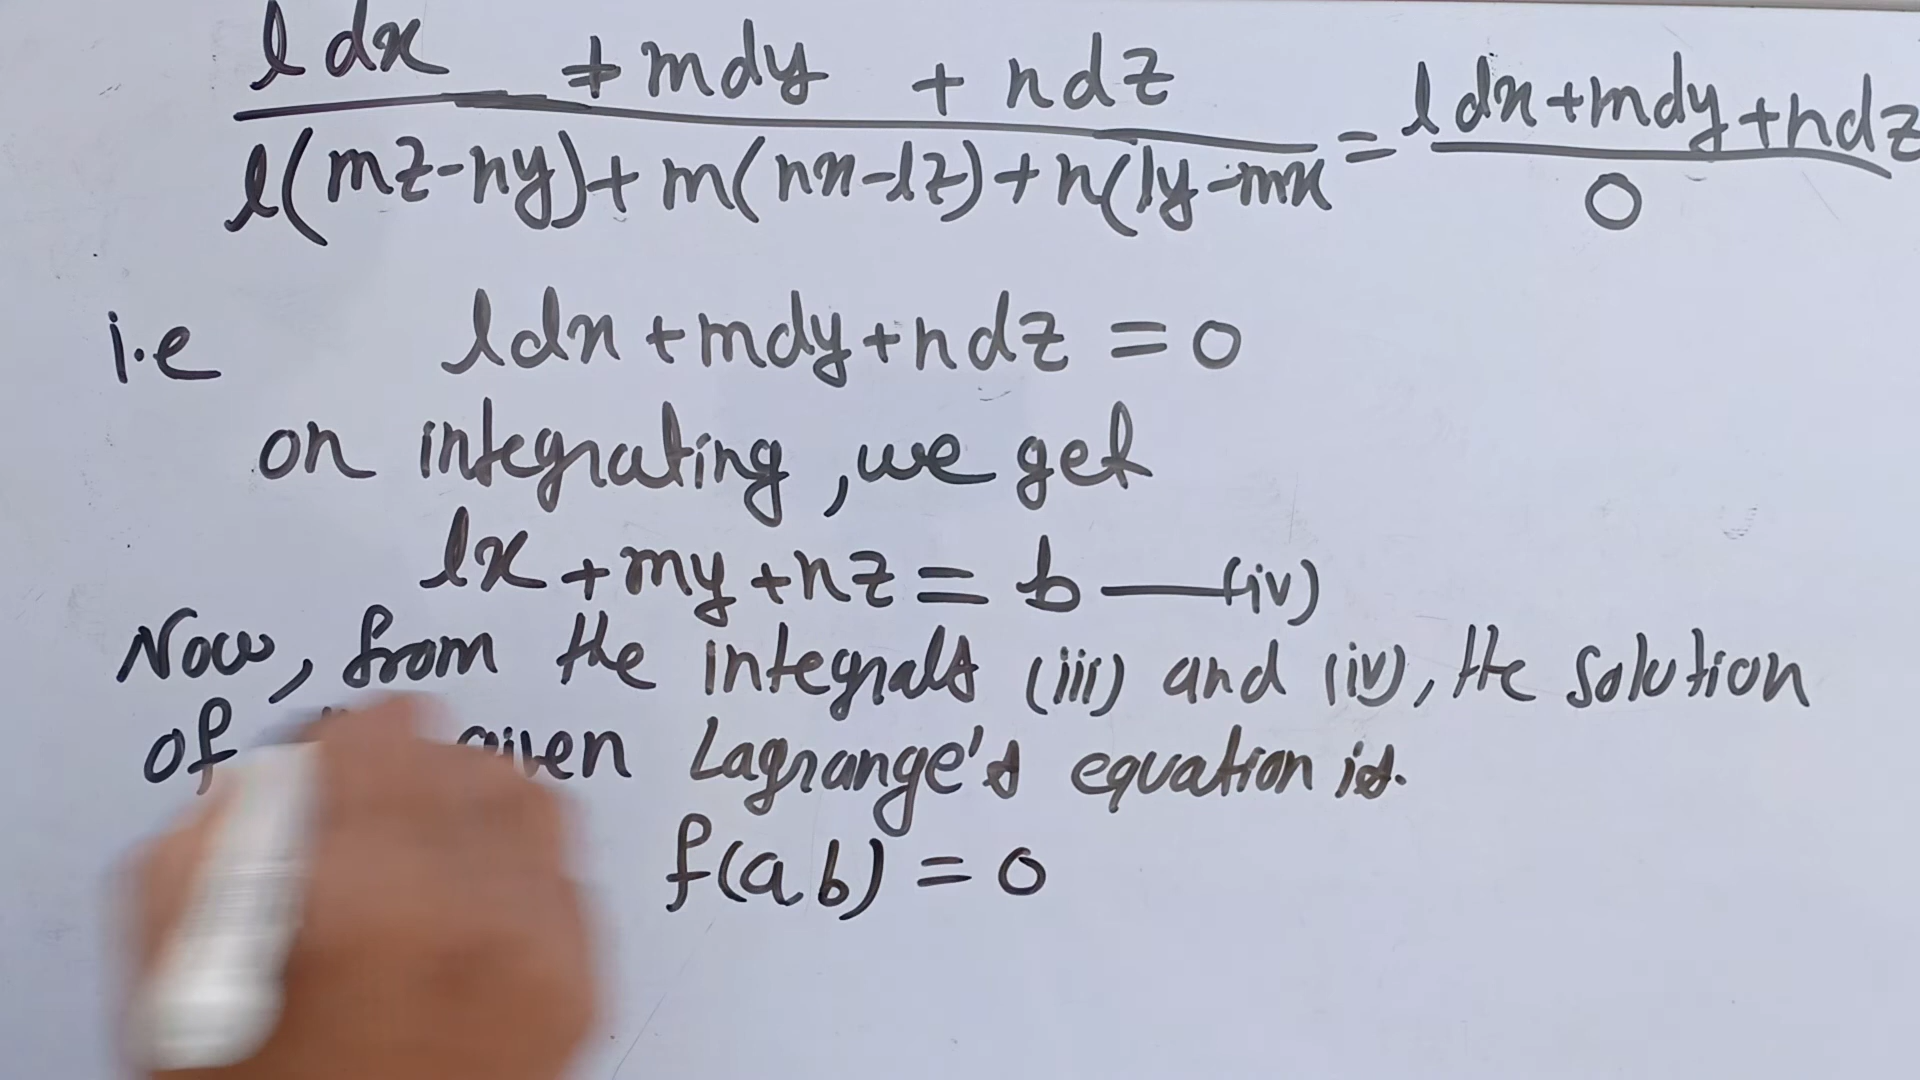 l dx + mdy + ndz = ldx+mdy+ndz
l(mz-ny)+m(nx-lz)+n(ly-mx 0
i.e ldx+mdy+ndz = 0
on integrating, we get
lx+my+nz = b —(iv)
Now, from the integrals (iii) and (iv), the solution
of given Lagrange's equation is.
f(a b) = 0